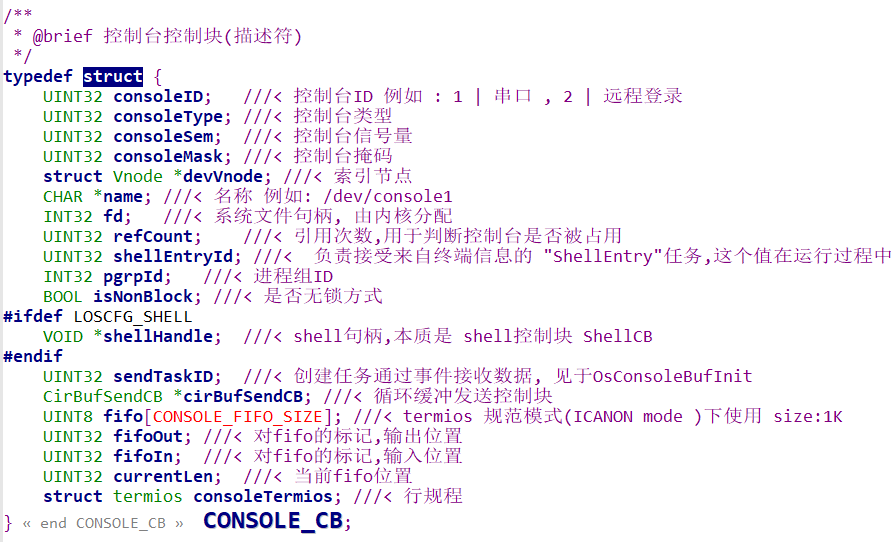 /**
 * @brief 控制台控制块(描述符)
 */
typedef struct {
    UINT32 consoleID;   ///< 控制台ID 例如 : 1 | 串口 , 2 | 远程登录
    UINT32 consoleType; ///< 控制台类型
    UINT32 consoleSem;  ///< 控制台信号量
    UINT32 consoleMask; ///< 控制台掩码
    struct Vnode *devVnode; ///< 索引节点
    CHAR *name; ///< 名称 例如: /dev/console1
    INT32 fd;   ///< 系统文件句柄, 由内核分配
    UINT32 refCount;    ///< 引用次数,用于判断控制台是否被占用
    UINT32 shellEntryId; ///<  负责接受来自终端信息的 "ShellEntry"任务,这个值在运行过程中
    INT32 pgrpId;   ///< 进程组ID
    BOOL isNonBlock; ///< 是否无锁方式
#ifdef LOSCFG_SHELL
    VOID *shellHandle;  ///< shell句柄,本质是 shell控制块 ShellCB
#endif
    UINT32 sendTaskID;  ///< 创建任务通过事件接收数据, 见于OsConsoleBufInit
    CirBufSendCB *cirBufSendCB; ///< 循环缓冲发送控制块
    UINT8 fifo[CONSOLE_FIFO_SIZE]; ///< termios 规范模式(ICANON mode )下使用 size:1K
    UINT32 fifoOut; ///< 对fifo的标记,输出位置
    UINT32 fifoIn;  ///< 对fifo的标记,输入位置
    UINT32 currentLen;  ///< 当前fifo位置
    struct termios consoleTermios; ///< 行规程
} « end CONSOLE_CB »  CONSOLE_CB;